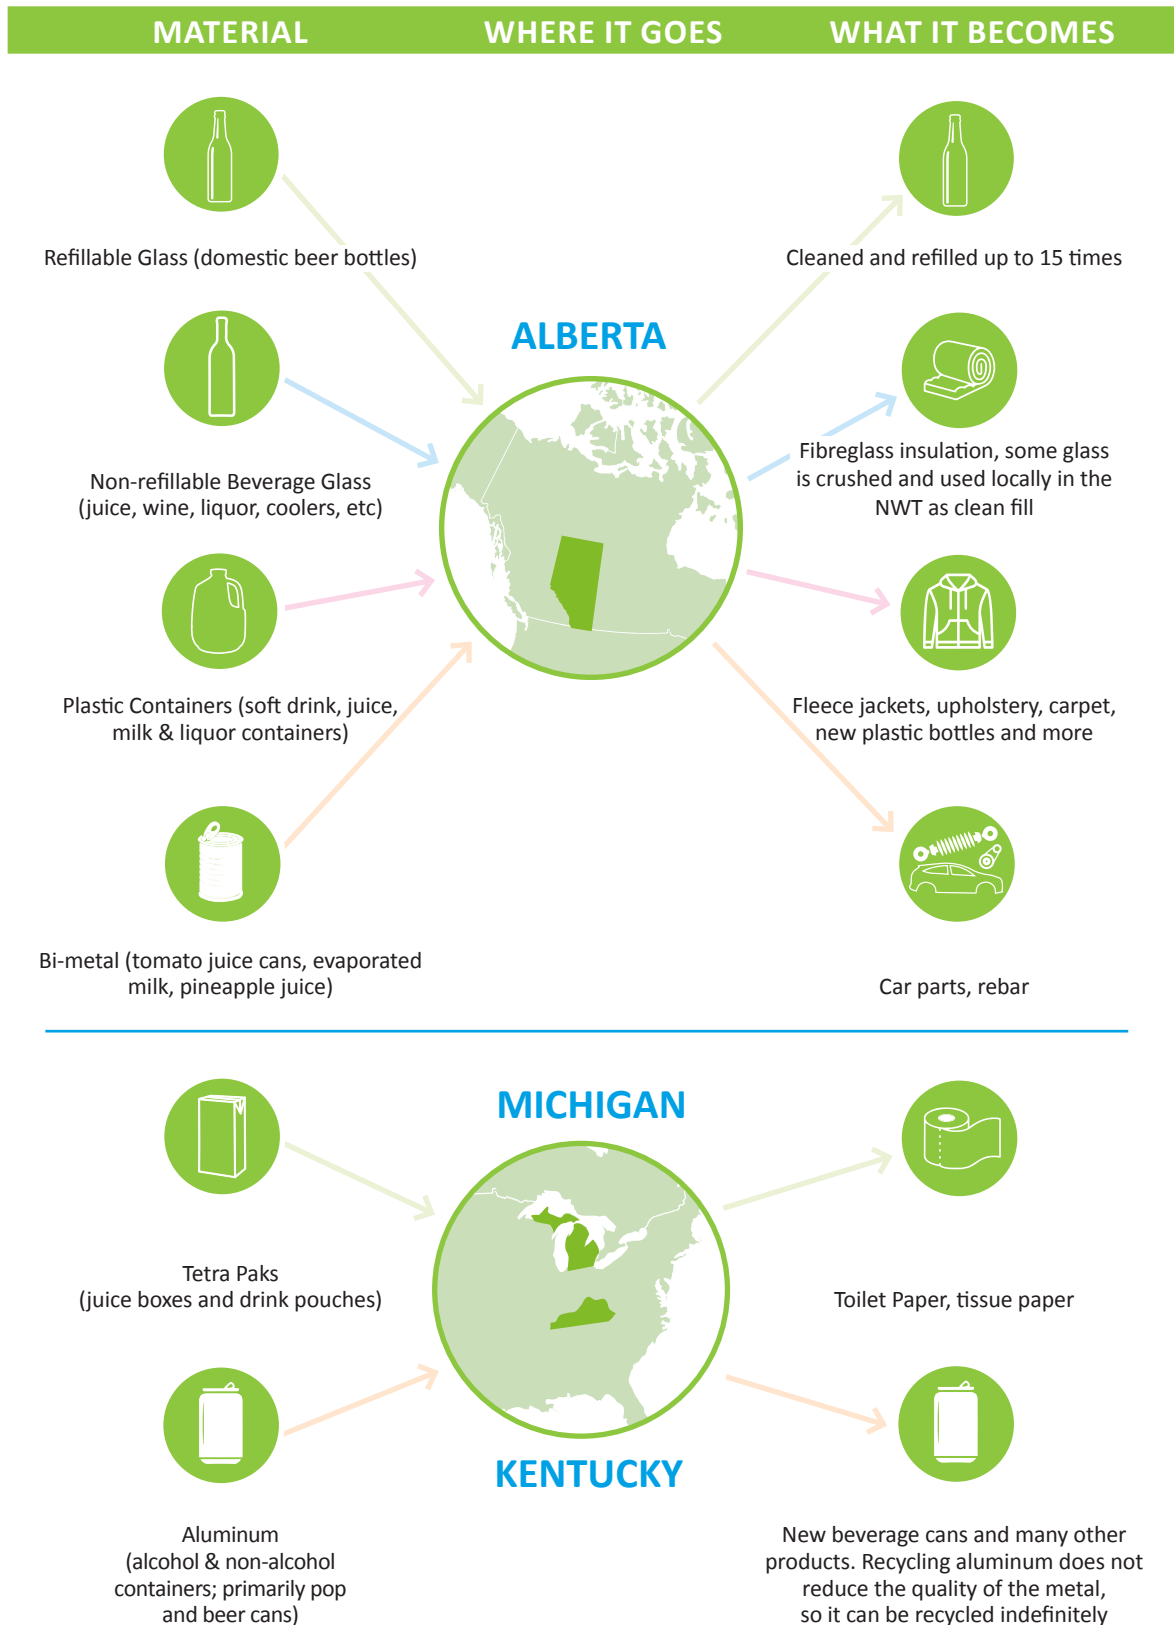 MATERIAL
WHERE IT GOES
WHAT IT BECOMES
Refillable Glass (domestic beer bottles)
Cleaned and refilled up to 15 times
ALBERTA
Non-refillable Beverage Glass
(juice, wine, liquor, coolers, etc)
Fibreglass insulation, some glass
is crushed and used locally in the
NWT as clean fill
Plastic Containers (soft drink, juice,
milk & liquor containers)
Fleece jackets, upholstery, carpet,
new plastic bottles and more
Bi-metal (tomato juice cans, evaporated
milk, pineapple juice)
Car parts, rebar
MICHIGAN
Tetra Paks
(juice boxes and drink pouches)
Toilet Paper, tissue paper
KENTUCKY
Aluminum
(alcohol & non-alcohol
containers; primarily pop
and beer cans)
New beverage cans and many other
products. Recycling aluminum does not
reduce the quality of the metal,
so it can be recycled indefinitely